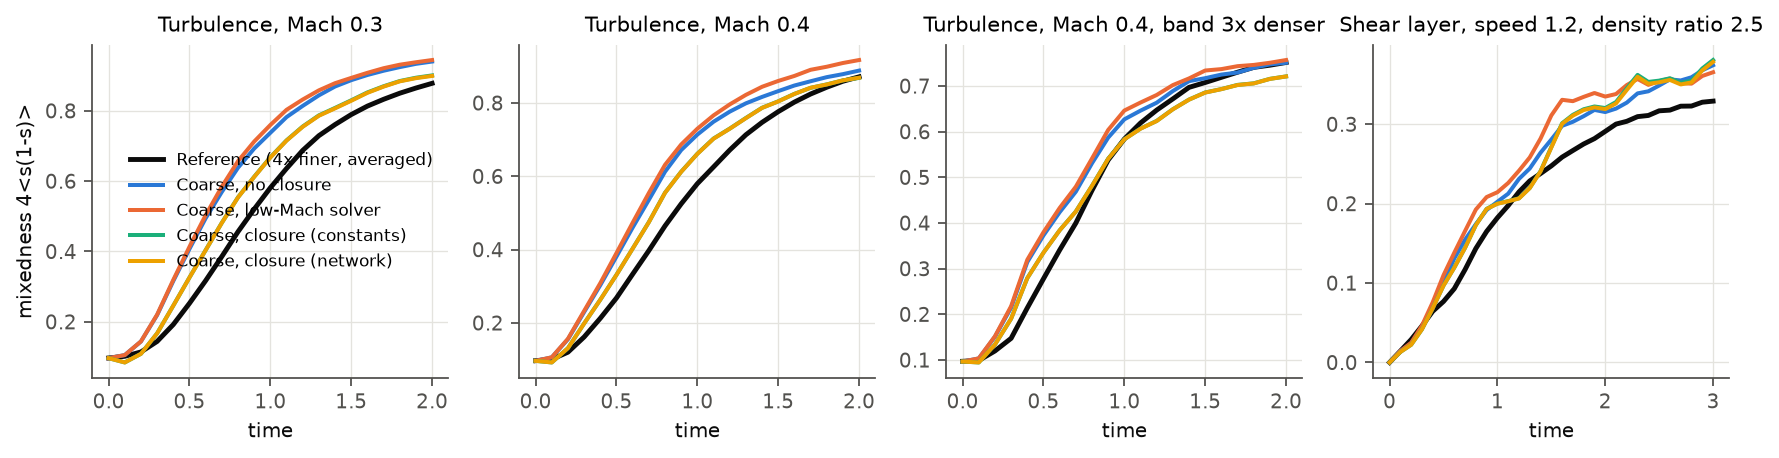 Turbulence, Mach 0.3
mixedness 4<s(1-s)>
0.8
0.6
0.4
0.2
Reference (4x finer, averaged)
Coarse, no closure
Coarse, low-Mach solver
Coarse, closure (constants)
Coarse, closure (network)
0.0 0.5 1.0 1.5 2.0
time
Turbulence, Mach 0.4
0.8
0.6
0.4
0.2
0.0 0.5 1.0 1.5 2.0
time
Turbulence, Mach 0.4, band 3x denser
0.7
0.6
0.5
0.4
0.3
0.2
0.1
0.0 0.5 1.0 1.5 2.0
time
Shear layer, speed 1.2, density ratio 2.5
0.3
0.2
0.1
0.0
0 1 2 3
time